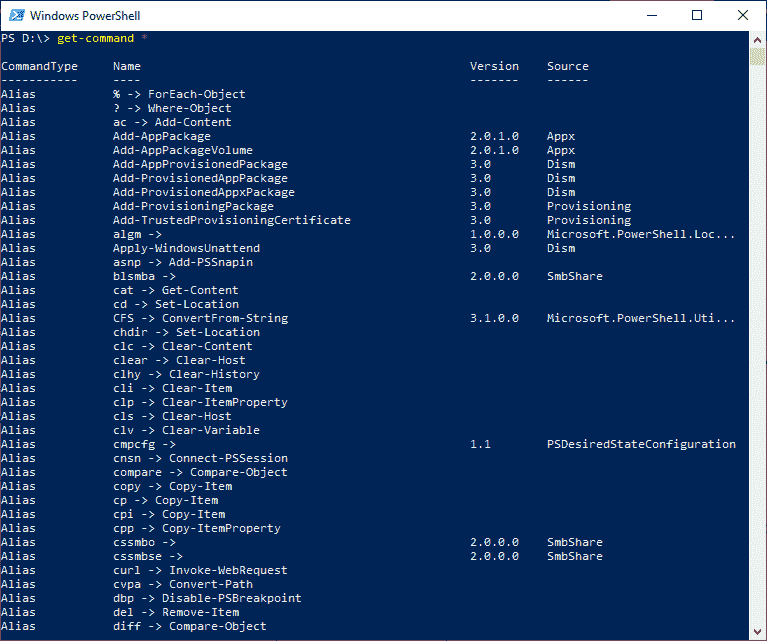 Windows PowerShell
PS D:\> get-command *
CommandType Name Version Source
----------- ---- ------- ------
Alias % -> ForEach-Object
Alias ? -> Where-Object
Alias ac -> Add-Content
Alias Add-AppPackage 2.0.1.0 Appx
Alias Add-AppPackageVolume 2.0.1.0 Appx
Alias Add-AppProvisionedPackage 3.0 Dism
Alias Add-ProvisionedAppPackage 3.0 Dism
Alias Add-ProvisionedAppxPackage 3.0 Dism
Alias Add-ProvisioningPackage 3.0 Provisioning
Alias Add-TrustedProvisioningCertificate 3.0 Provisioning
Alias algm -> 1.0.0.0 Microsoft.PowerShell.Loc...
Alias Apply-WindowsUnattend 3.0 Dism
Alias asnp -> Add-PSSnapin
Alias blsmba -> 2.0.0.0 SmbShare
Alias cat -> Get-Content
Alias cd -> Set-Location
Alias CFS -> ConvertFrom-String 3.1.0.0 Microsoft.PowerShell.Uti...
Alias chdir -> Set-Location
Alias clc -> Clear-Content
Alias clear -> Clear-Host
Alias clhy -> Clear-History
Alias cli -> Clear-Item
Alias clp -> Clear-ItemProperty
Alias cls -> Clear-Host
Alias clv -> Clear-Variable
Alias cmpcfg -> 1.1 PSDesiredStateConfiguration
Alias cnsn -> Connect-PSSession
Alias compare -> Compare-Object
Alias copy -> Copy-Item
Alias cp -> Copy-Item
Alias cpi -> Copy-Item
Alias cpp -> Copy-ItemProperty
Alias cssmbo -> 2.0.0.0 SmbShare
Alias cssmbse -> 2.0.0.0 SmbShare
Alias curl -> Invoke-WebRequest
Alias cvpa -> Convert-Path
Alias dbp -> Disable-PSBreakpoint
Alias del -> Remove-Item
Alias diff -> Compare-Object